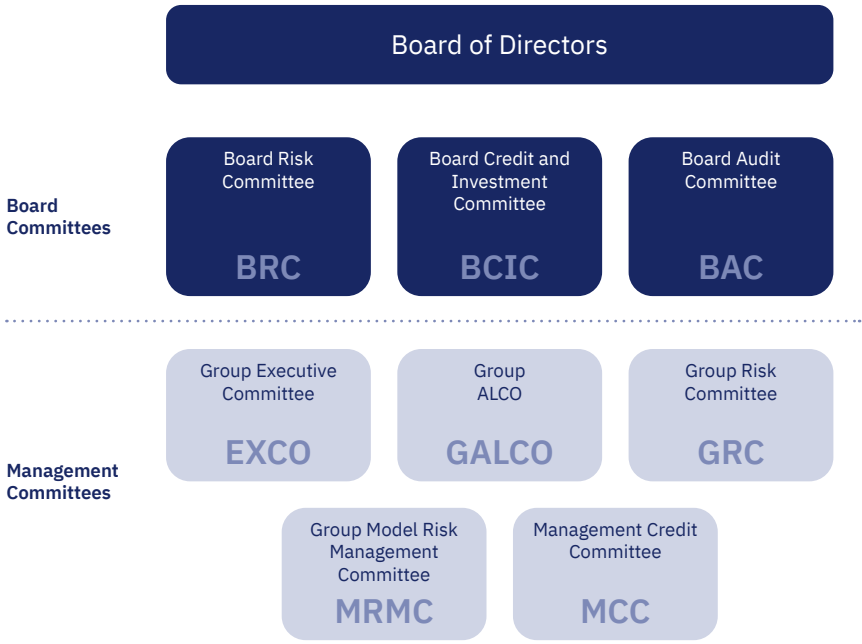 Board of Directors
Board
Committees
Board Risk
Committee
BRC
Board Credit and
Investment
Committee
BCIC
Board Audit
Committee
BAC
Management
Committees
Group Executive
Committee
EXCO
Group
ALCO
GALCO
Group Risk
Committee
GRC
Group Model Risk
Management
Committee
MRMC
Management Credit
Committee
MCC